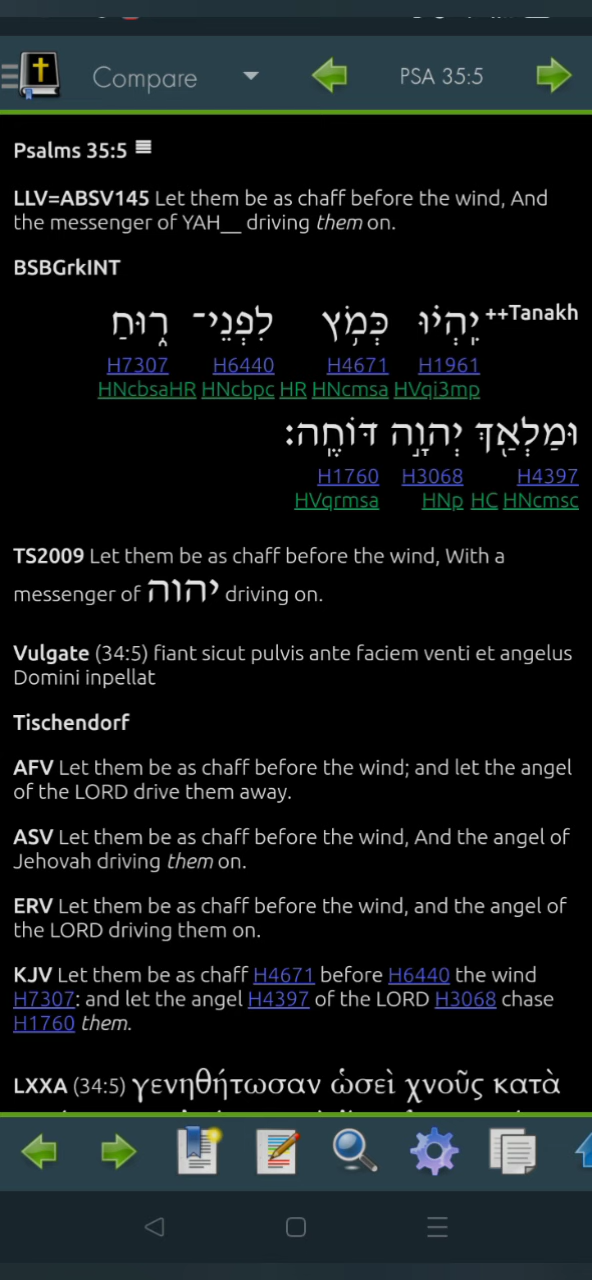 Compare
PSA 35:5
Psalms 35:5
LLV=ABSV145 Let them be as chaff before the wind, And
the messenger of YAH__ driving them on.
BSBGrkINT
++Tanakh יִֽהְי֗וּ כְּמֹ֥ץ לִפְנֵי־ ר֑וּחַ
H7307 H6440 H4671 H1961
HNcbsaHR HNcbpc HR HNcmsa HVqi3mp
וּמַלְאַ֖ךְ יְהוָ֣ה דּוֹחֶֽה׃
H1760 H3068 H4397
HVqrmsa HNp HC HNcmsc
TS2009 Let them be as chaff before the wind, With a
messenger of יהוה driving on.
Vulgate (34:5) fiant sicut pulvis ante faciem venti et angelus
Domini inpellat
Tischendorf
AFV Let them be as chaff before the wind; and let the angel
of the LORD drive them away.
ASV Let them be as chaff before the wind, And the angel of
Jehovah driving them on.
ERV Let them be as chaff before the wind, and the angel of
the LORD driving them on.
KJV Let them be as chaff H4671 before H6440 the wind
H7307: and let the angel H4397 of the LORD H3068 chase
H1760 them.
LXXA (34:5) γενηθήτωσαν ὡσεὶ χνοῦς κατὰ